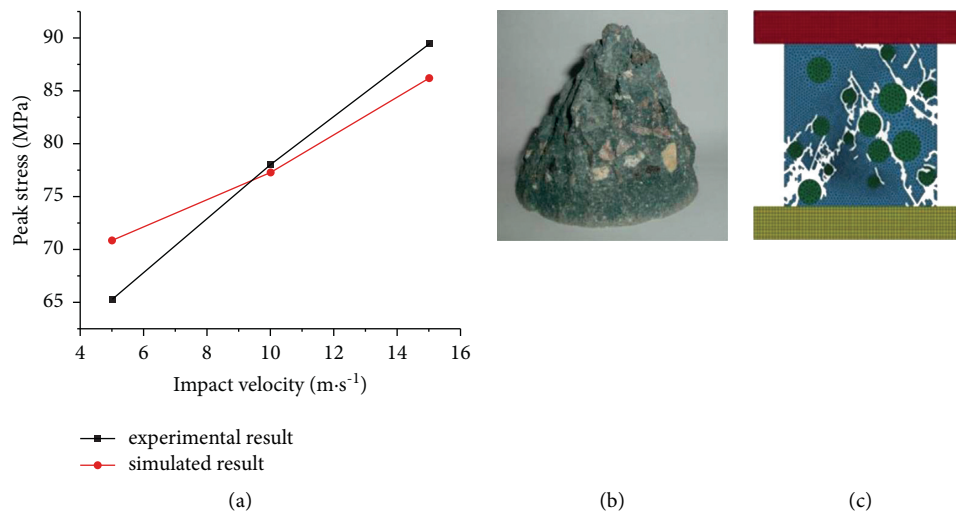 90
85
80
75
70
65
4 6 8 10 12 14 16
Peak stress (MPa)
Impact velocity (m·s-1)
experimental result
simulated result
(a) (b) (c)